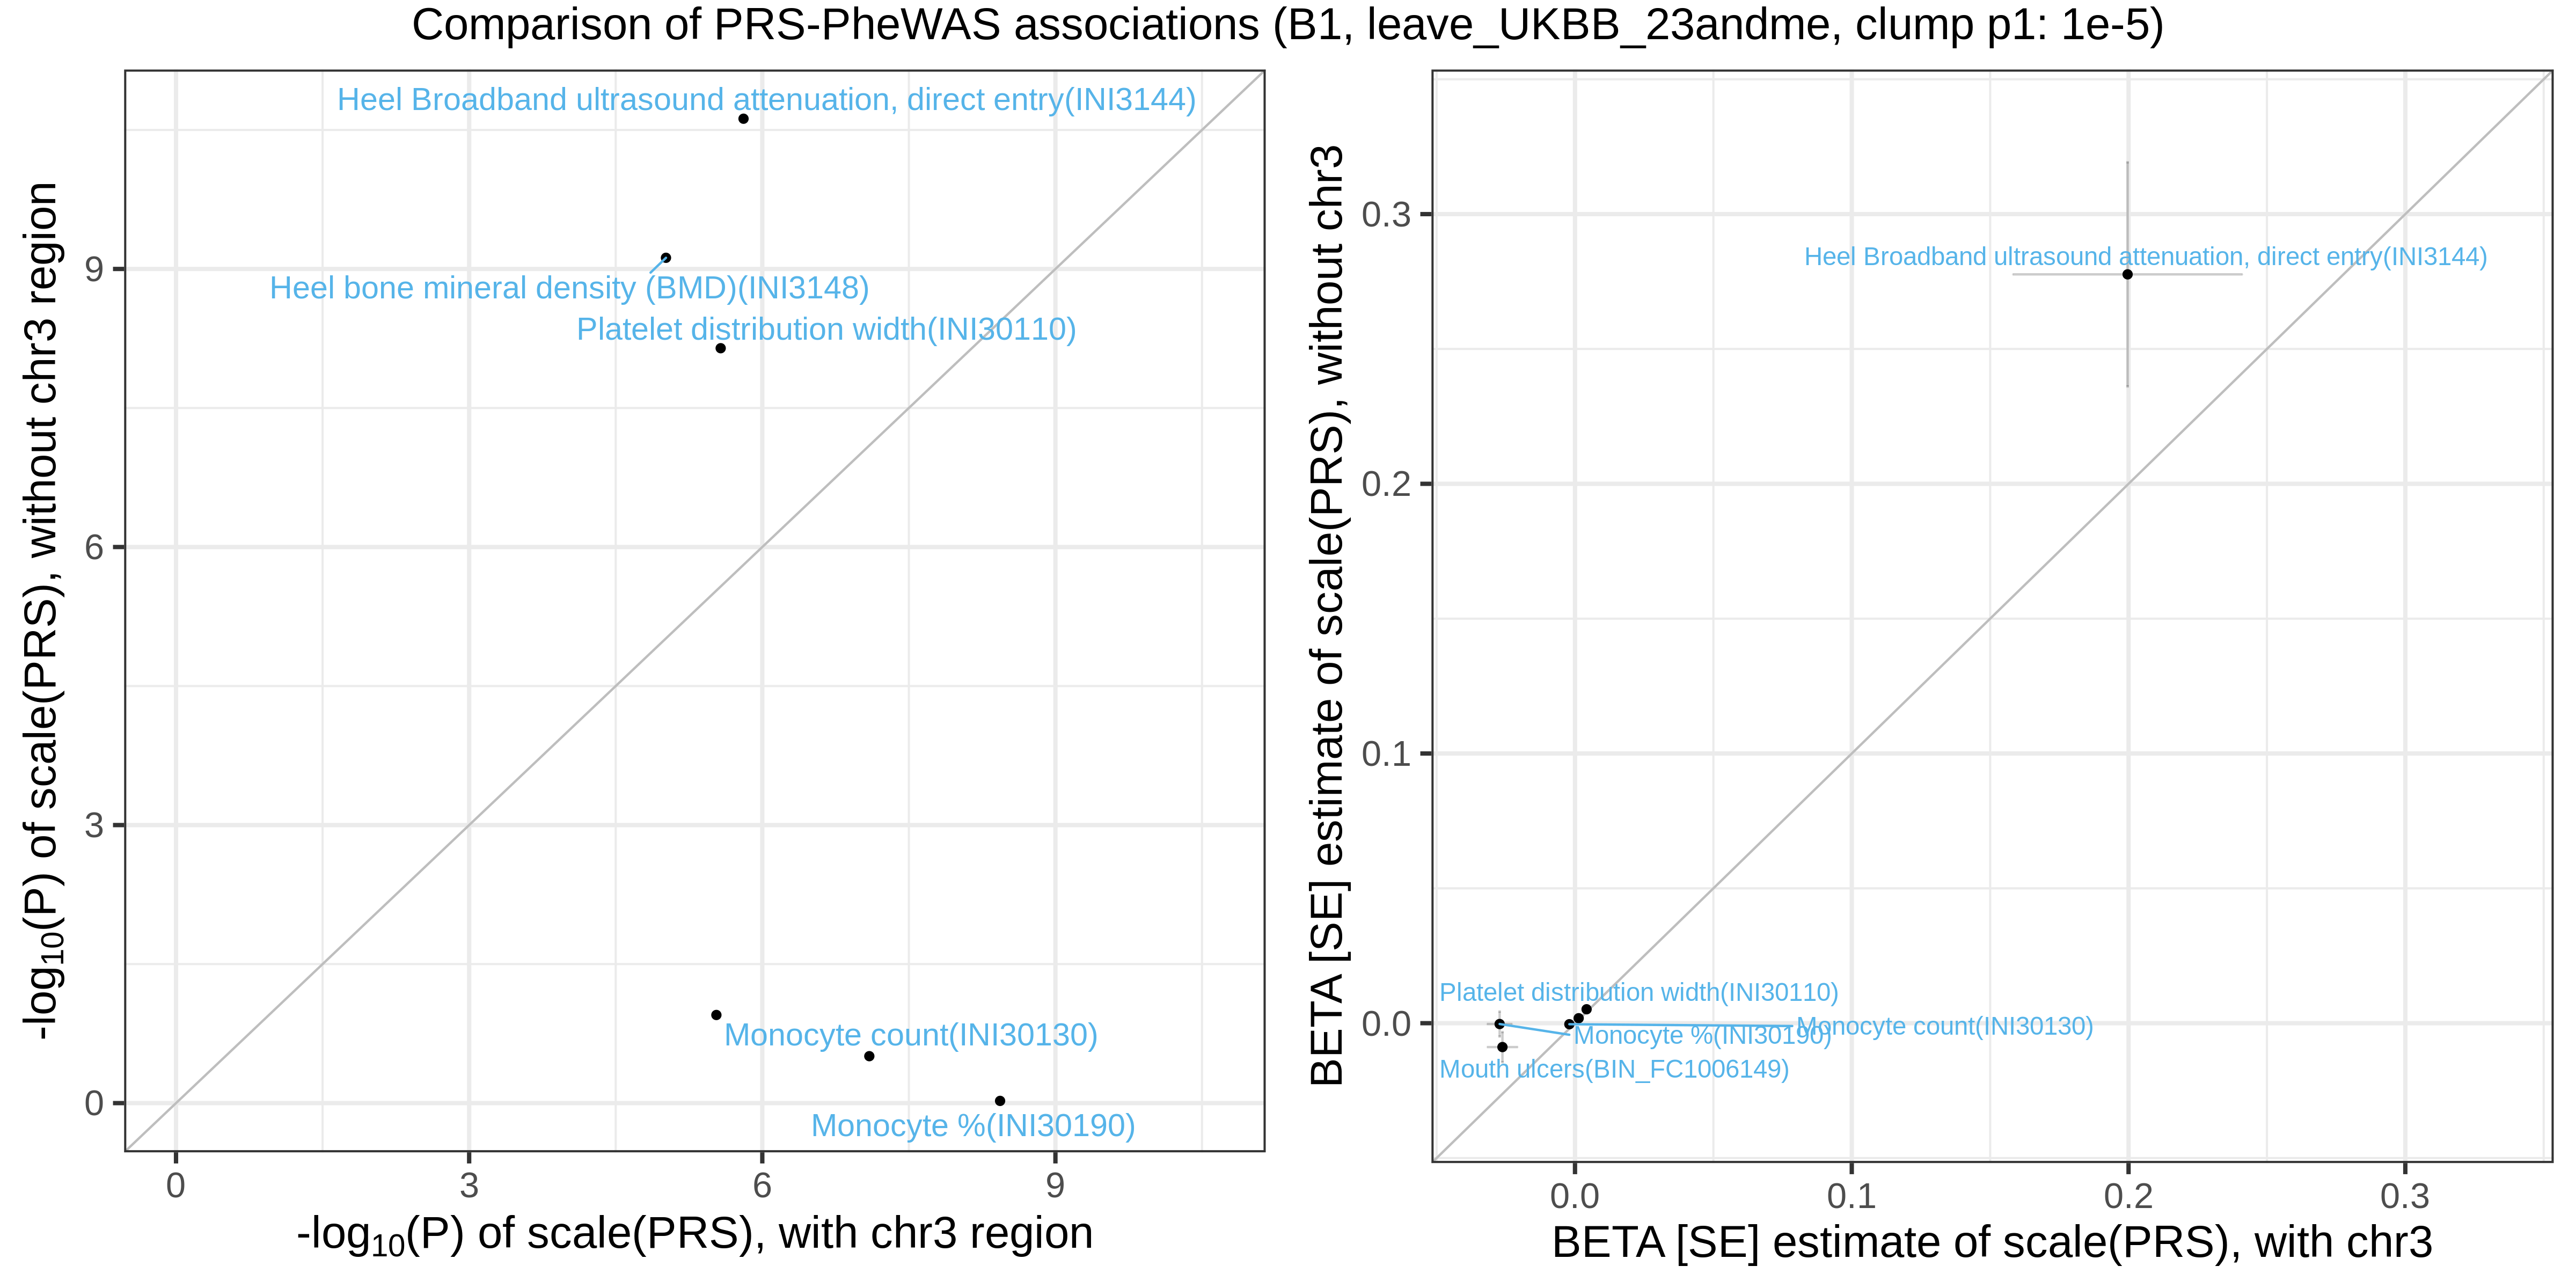 Comparison of PRS-PheWAS associations (B1, leave_UKBB_23andme, clump p1: 1e-5)
-log10(P) of scale(PRS), without chr3 region
9
6
3
0
Heel Broadband ultrasound attenuation, direct entry(INI3144)
Heel bone mineral density (BMD)(INI3148)
Platelet distribution width(INI30110)
Monocyte count(INI30130)
Monocyte %(INI30190)
0 3 6 9
-log10(P) of scale(PRS), with chr3 region
BETA [SE] estimate of scale(PRS), without chr3
0.3
0.2
0.1
0.0
Heel Broadband ultrasound attenuation, direct entry(INI3144)
Platelet distribution width(INI30110)
Monocyte count(INI30130)
Monocyte %(INI30190)
Mouth ulcers(BIN_FC1006149)
0.0 0.1 0.2 0.3
BETA [SE] estimate of scale(PRS), with chr3